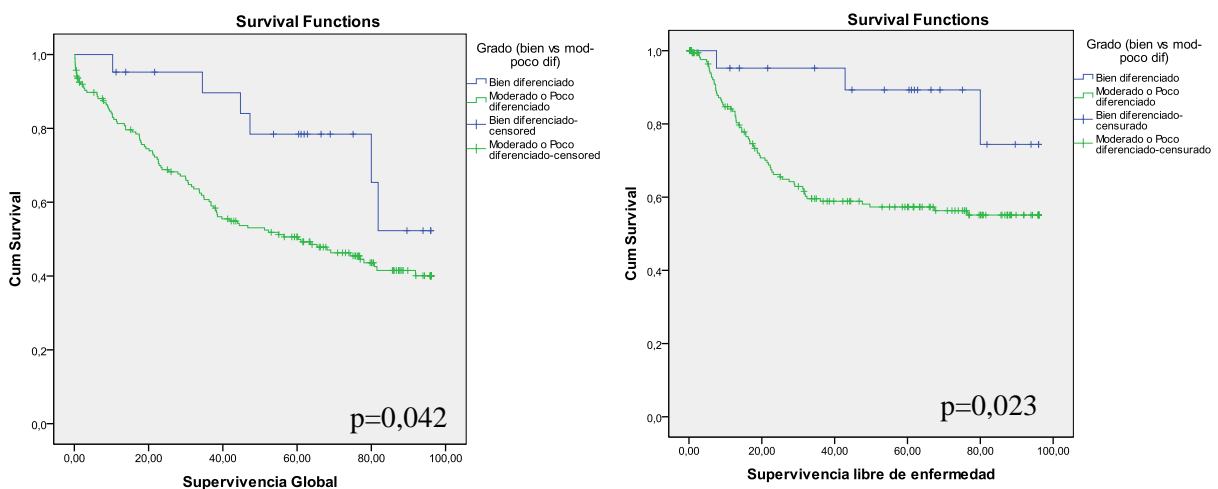 Survival Functions
Cum Survival
1,0
0,8
0,6
0,4
0,2
0,0
0,00
20,00
40,00
60,00
80,00
100,00
Supervivencia Global
p=0,042
Grado (bien vs mod-
poco dif)
Bien diferenciado
Moderado o Poco
diferenciado
Bien diferenciado-
censored
Moderado o Poco
diferenciado-censored
Survival Functions
Cum Survival
1,0
0,8
0,6
0,4
0,2
0,0
0,00
20,00
40,00
60,00
80,00
100,00
Supervivencia libre de enfermedad
p=0,023
Grado (bien vs mod-
poco dif)
Bien diferenciado
Moderado o Poco
diferenciado
Bien diferenciado-
censurado
Moderado o Poco
diferenciado-censurado